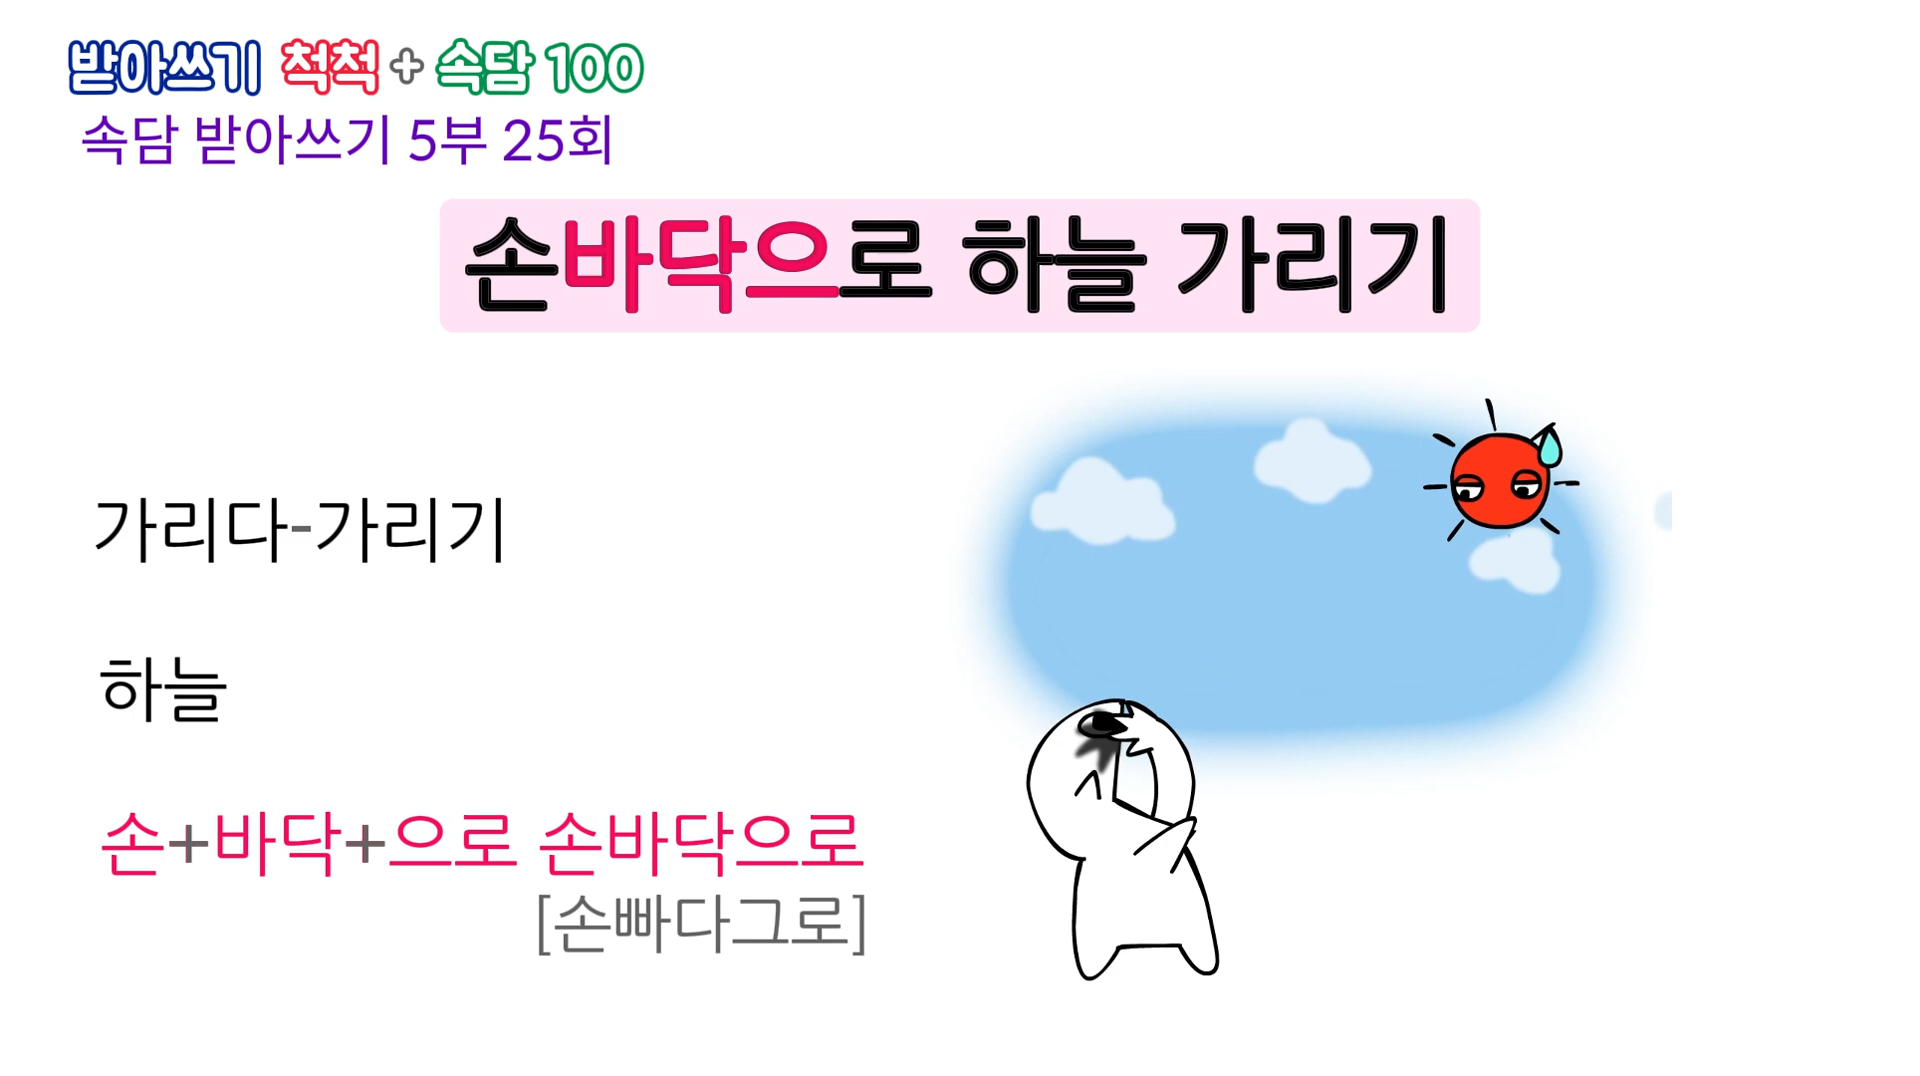 받아쓰기 척척 + 속담 100
속담 받아쓰기 5부 25회
손바닥으로 하늘 가리기
가리다-가리기
하늘
손+바닥+으로 손바닥으로
[손빠다그로]